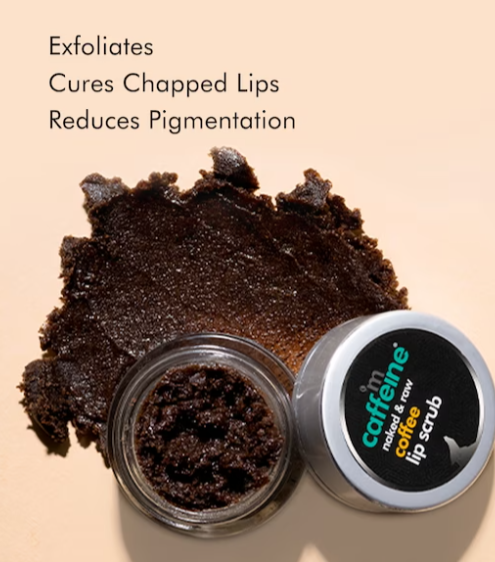 Exfoliates
Cures Chapped Lips
Reduces Pigmentation
'm
caffeine
naked & raw
coffee
lip scrub